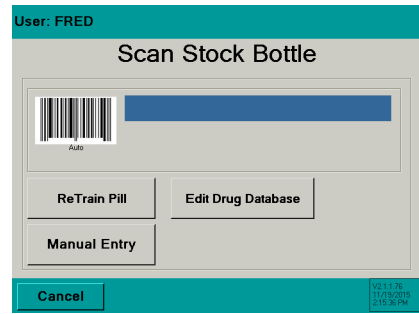 User: FRED
Scan Stock Bottle
Auto
ReTrain Pill
Edit Drug Database
Manual Entry
Cancel
V2.1.1.76
11/18/2015
2:15:36 PM